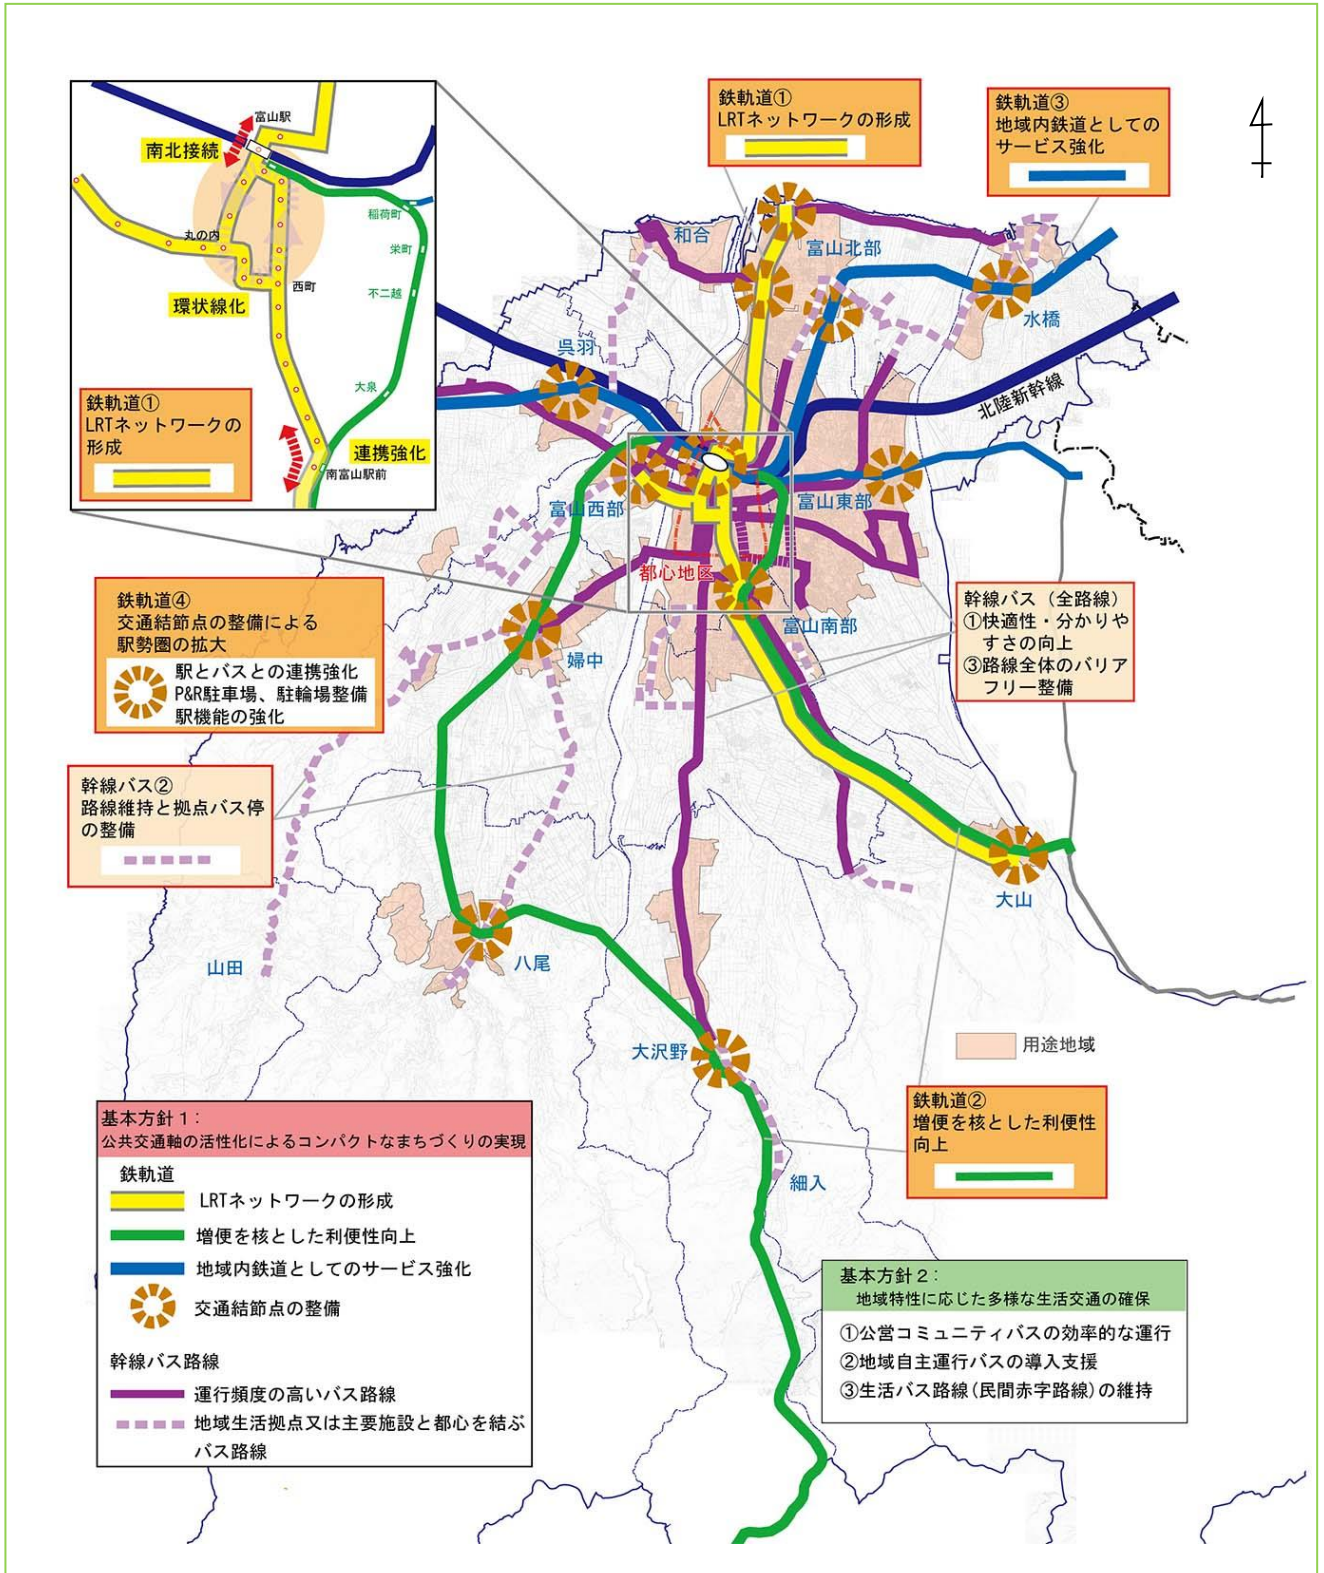 富山駅
南北接続
稲荷町
丸の内
栄町
西町
不二越
環状線化
大泉
鉄軌道①
LRTネットワークの
形成
連携強化
南富山駅前
鉄軌道①
LRTネットワークの形成
鉄軌道③
地域内鉄道としての
サービス強化
和合
富山北部
水橋
呉羽
北陸新幹線
富山西部
富山東部
都心地区
富山南部
婦中
鉄軌道④
交通結節点の整備による
駅勢圏の拡大
駅とバスとの連携強化
P&R駐車場、駐輪場整備
駅機能の強化
幹線バス（全路線）
①快適性・分かりや
すさの向上
③路線全体のバリア
フリー整備
幹線バス②
路線維持と拠点バス停
の整備
大山
山田
八尾
大沢野
用途地域
鉄軌道②
増便を核とした利便性
向上
細入
基本方針１：
公共交通軸の活性化によるコンパクトなまちづくりの実現
鉄軌道
LRTネットワークの形成
増便を核とした利便性向上
地域内鉄道としてのサービス強化
交通結節点の整備
幹線バス路線
運行頻度の高いバス路線
地域生活拠点又は主要施設と都心を結ぶ
バス路線
基本方針２：
地域特性に応じた多様な生活交通の確保
①公営コミュニティバスの効率的な運行
②地域自主運行バスの導入支援
③生活バス路線(民間赤字路線)の維持